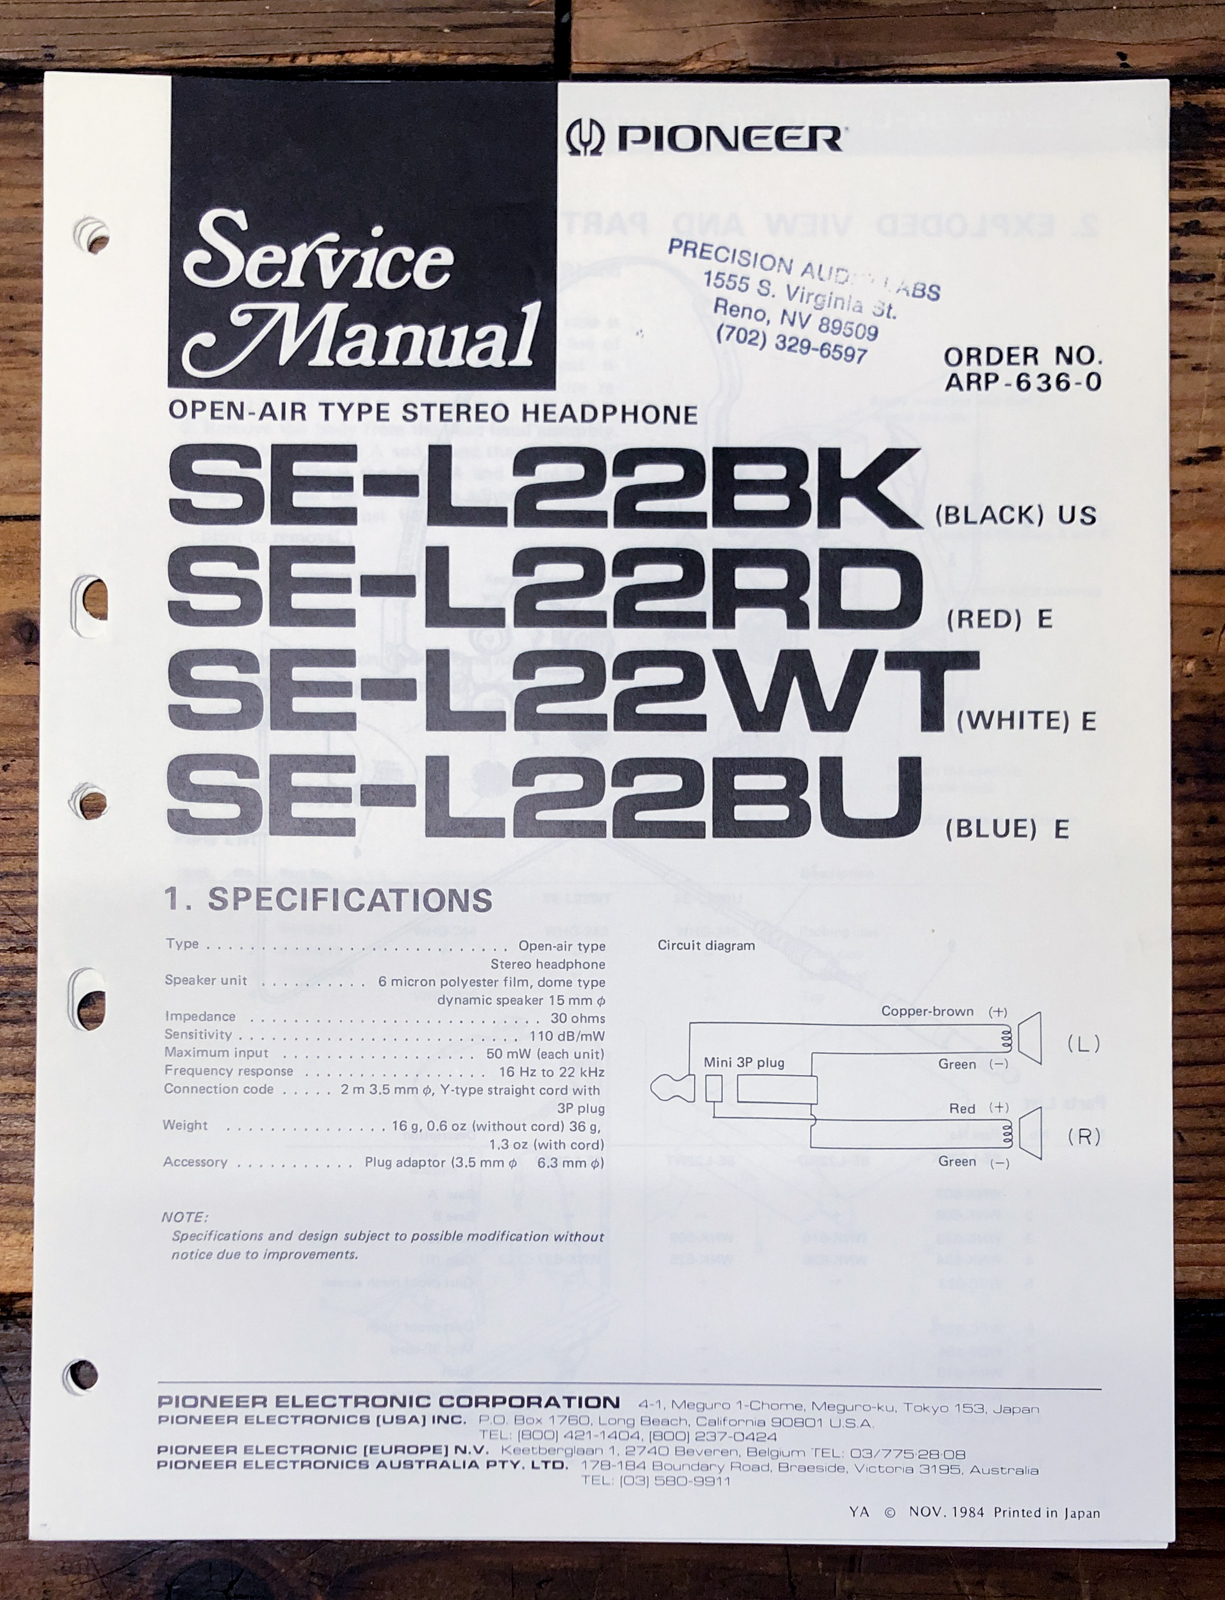 PIONEER
Service
Manual
PRECISION AUDIO LABS
1555 S. Virginia St.
Reno, NV 89509
(702) 329-6597
ORDER NO.
ARP-636-0
OPEN-AIR TYPE STEREO HEADPHONE
SE-L22BK (BLACK) US
SE-L22RD (RED) E
SE-L22WT (WHITE) E
SE-L22BU (BLUE) E
1. SPECIFICATIONS
Type . . . . . . . . . . . . . . . . . . . . . . . . . . . . Open-air type
Stereo headphone
Speaker unit . . . . . . . . . . 6 micron polyester film, dome type
dynamic speaker 15 mm φ
Impedance . . . . . . . . . . . . . . . . . . . . . . . . . . . 30 ohms
Sensitivity . . . . . . . . . . . . . . . . . . . . . . . . . . 110 dB/mW
Maximum input . . . . . . . . . . . . . . . . . . 50 mW (each unit)
Frequency response . . . . . . . . . . . . . . . . 16 Hz to 22 kHz
Connection code . . . . . 2 m 3.5 mm φ, Y-type straight cord with
3P plug
Weight . . . . . . . . . . . . . . . 16 g, 0.6 oz (without cord) 36 g,
1.3 oz (with cord)
Accessory . . . . . . . . . . . Plug adaptor (3.5 mm φ 6.3 mm φ)
NOTE:
Specifications and design subject to possible modification without
notice due to improvements.
Circuit diagram
Copper-brown (+)
(L)
Mini 3P plug
Green (−)
Red (+)
(R)
Green (−)
PIONEER ELECTRONIC CORPORATION 4-1, Meguro 1-Chome, Meguro-ku, Tokyo 153, Japan
PIONEER ELECTRONICS [USA] INC. P.O. Box 1760, Long Beach, California 90801 U.S.A.
TEL: [800] 421-1404, [800] 237-0424
PIONEER ELECTRONIC [EUROPE] N.V. Keetberglaan 1, 2740 Beveren, Belgium TEL: 03/775·28·08
PIONEER ELECTRONICS AUSTRALIA PTY. LTD. 178-184 Boundary Road, Braeside, Victoria 3195, Australia
TEL: [03] 580-9911
YA © NOV. 1984 Printed in Japan